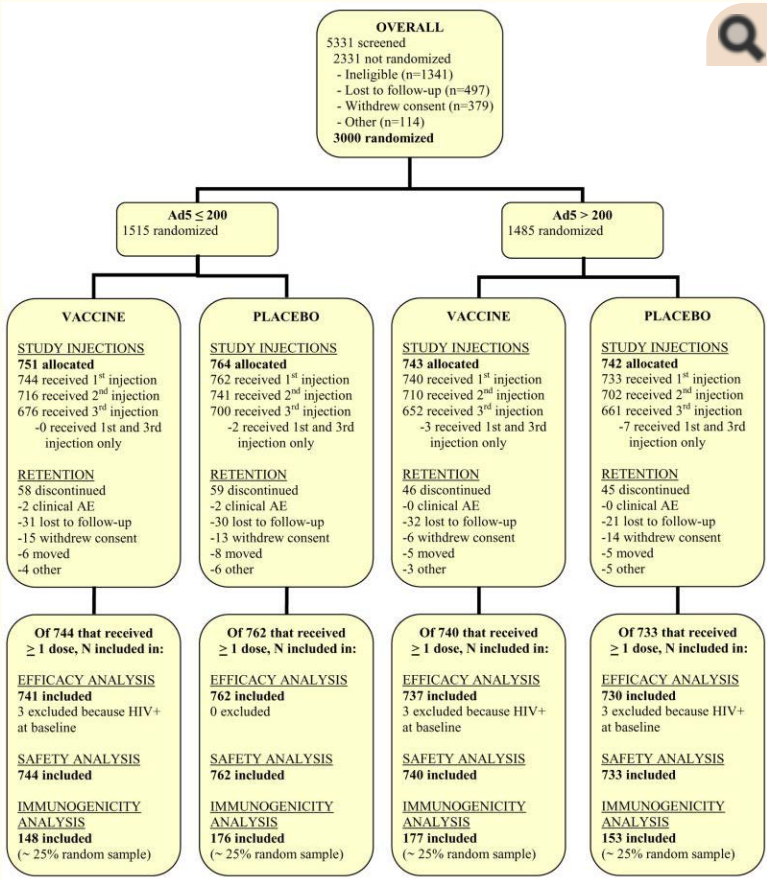 OVERALL
5331 screened
2331 not randomized
- Ineligible (n=1341)
- Lost to follow-up (n=497)
- Withdrew consent (n=379)
- Other (n=114)
3000 randomized
Ad5 ≤ 200
1515 randomized
Ad5 > 200
1485 randomized
VACCINE
STUDY INJECTIONS
751 allocated
744 received 1st injection
716 received 2nd injection
676 received 3rd injection
-0 received 1st and 3rd
injection only
RETENTION
58 discontinued
-2 clinical AE
-31 lost to follow-up
-15 withdrew consent
-6 moved
-4 other
PLACEBO
STUDY INJECTIONS
764 allocated
762 received 1st injection
741 received 2nd injection
700 received 3rd injection
-2 received 1st and 3rd
injection only
RETENTION
59 discontinued
-2 clinical AE
-30 lost to follow-up
-13 withdrew consent
-8 moved
-6 other
VACCINE
STUDY INJECTIONS
743 allocated
740 received 1st injection
710 received 2nd injection
652 received 3rd injection
-3 received 1st and 3rd
injection only
RETENTION
46 discontinued
-0 clinical AE
-32 lost to follow-up
-6 withdrew consent
-5 moved
-3 other
PLACEBO
STUDY INJECTIONS
742 allocated
733 received 1st injection
702 received 2nd injection
661 received 3rd injection
-7 received 1st and 3rd
injection only
RETENTION
45 discontinued
-0 clinical AE
-21 lost to follow-up
-14 withdrew consent
-5 moved
-5 other
Of 744 that received
≥ 1 dose, N included in:
EFFICACY ANALYSIS
741 included
3 excluded because HIV+
at baseline
SAFETY ANALYSIS
744 included
IMMUNOGENICITY
ANALYSIS
148 included
(~ 25% random sample)
Of 762 that received
≥ 1 dose, N included in:
EFFICACY ANALYSIS
762 included
0 excluded
SAFETY ANALYSIS
762 included
IMMUNOGENICITY
ANALYSIS
176 included
(~ 25% random sample)
Of 740 that received
≥ 1 dose, N included in:
EFFICACY ANALYSIS
737 included
3 excluded because HIV+
at baseline
SAFETY ANALYSIS
740 included
IMMUNOGENICITY
ANALYSIS
177 included
(~ 25% random sample)
Of 733 that received
≥ 1 dose, N included in:
EFFICACY ANALYSIS
730 included
3 excluded because HIV+
at baseline
SAFETY ANALYSIS
733 included
IMMUNOGENICITY
ANALYSIS
153 included
(~ 25% random sample)